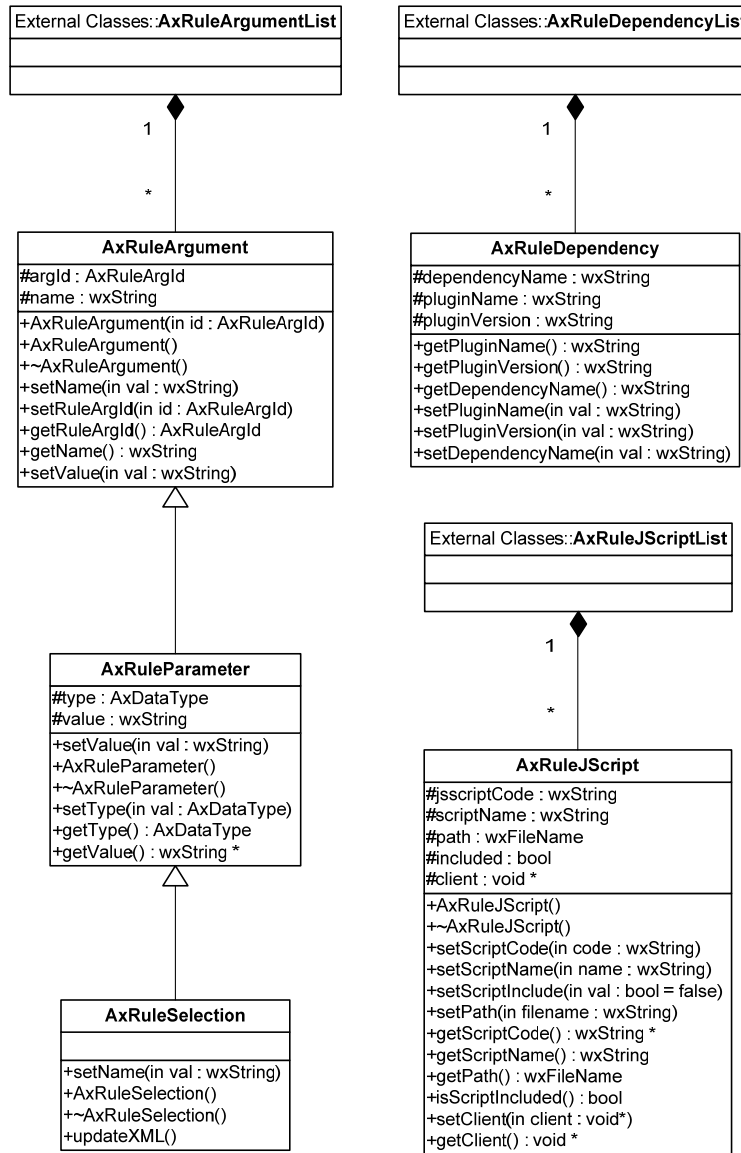 External Classes::AxRuleArgumentList
1
*
AxRuleArgument
#argId : AxRuleArgId
#name : wxString
+AxRuleArgument(in id : AxRuleArgId)
+AxRuleArgument()
+~AxRuleArgument()
+setName(in val : wxString)
+setRuleArgId(in id : AxRuleArgId)
+getRuleArgId() : AxRuleArgId
+getName() : wxString
+setValue(in val : wxString)
AxRuleParameter
#type : AxDataType
#value : wxString
+setValue(in val : wxString)
+AxRuleParameter()
+~AxRuleParameter()
+setType(in val : AxDataType)
+getType() : AxDataType
+getValue() : wxString *
AxRuleSelection
+setName(in val : wxString)
+AxRuleSelection()
+~AxRuleSelection()
+updateXML()
External Classes::AxRuleDependencyList
1
*
AxRuleDependency
#dependencyName : wxString
#pluginName : wxString
#pluginVersion : wxString
+getPluginName() : wxString
+getPluginVersion() : wxString
+getDependencyName() : wxString
+setPluginName(in val : wxString)
+setPluginVersion(in val : wxString)
+setDependencyName(in val : wxString)
External Classes::AxRuleJScriptList
1
*
AxRuleJScript
#jsscriptCode : wxString
#scriptName : wxString
#path : wxFileName
#included : bool
#client : void *
+AxRuleJScript()
+~AxRuleJScript()
+setScriptCode(in code : wxString)
+setScriptName(in name : wxString)
+setScriptInclude(in val : bool = false)
+setPath(in filename : wxString)
+getScriptCode() : wxString *
+getScriptName() : wxString
+getPath() : wxFileName
+isScriptIncluded() : bool
+setClient(in client : void*)
+getClient() : void *